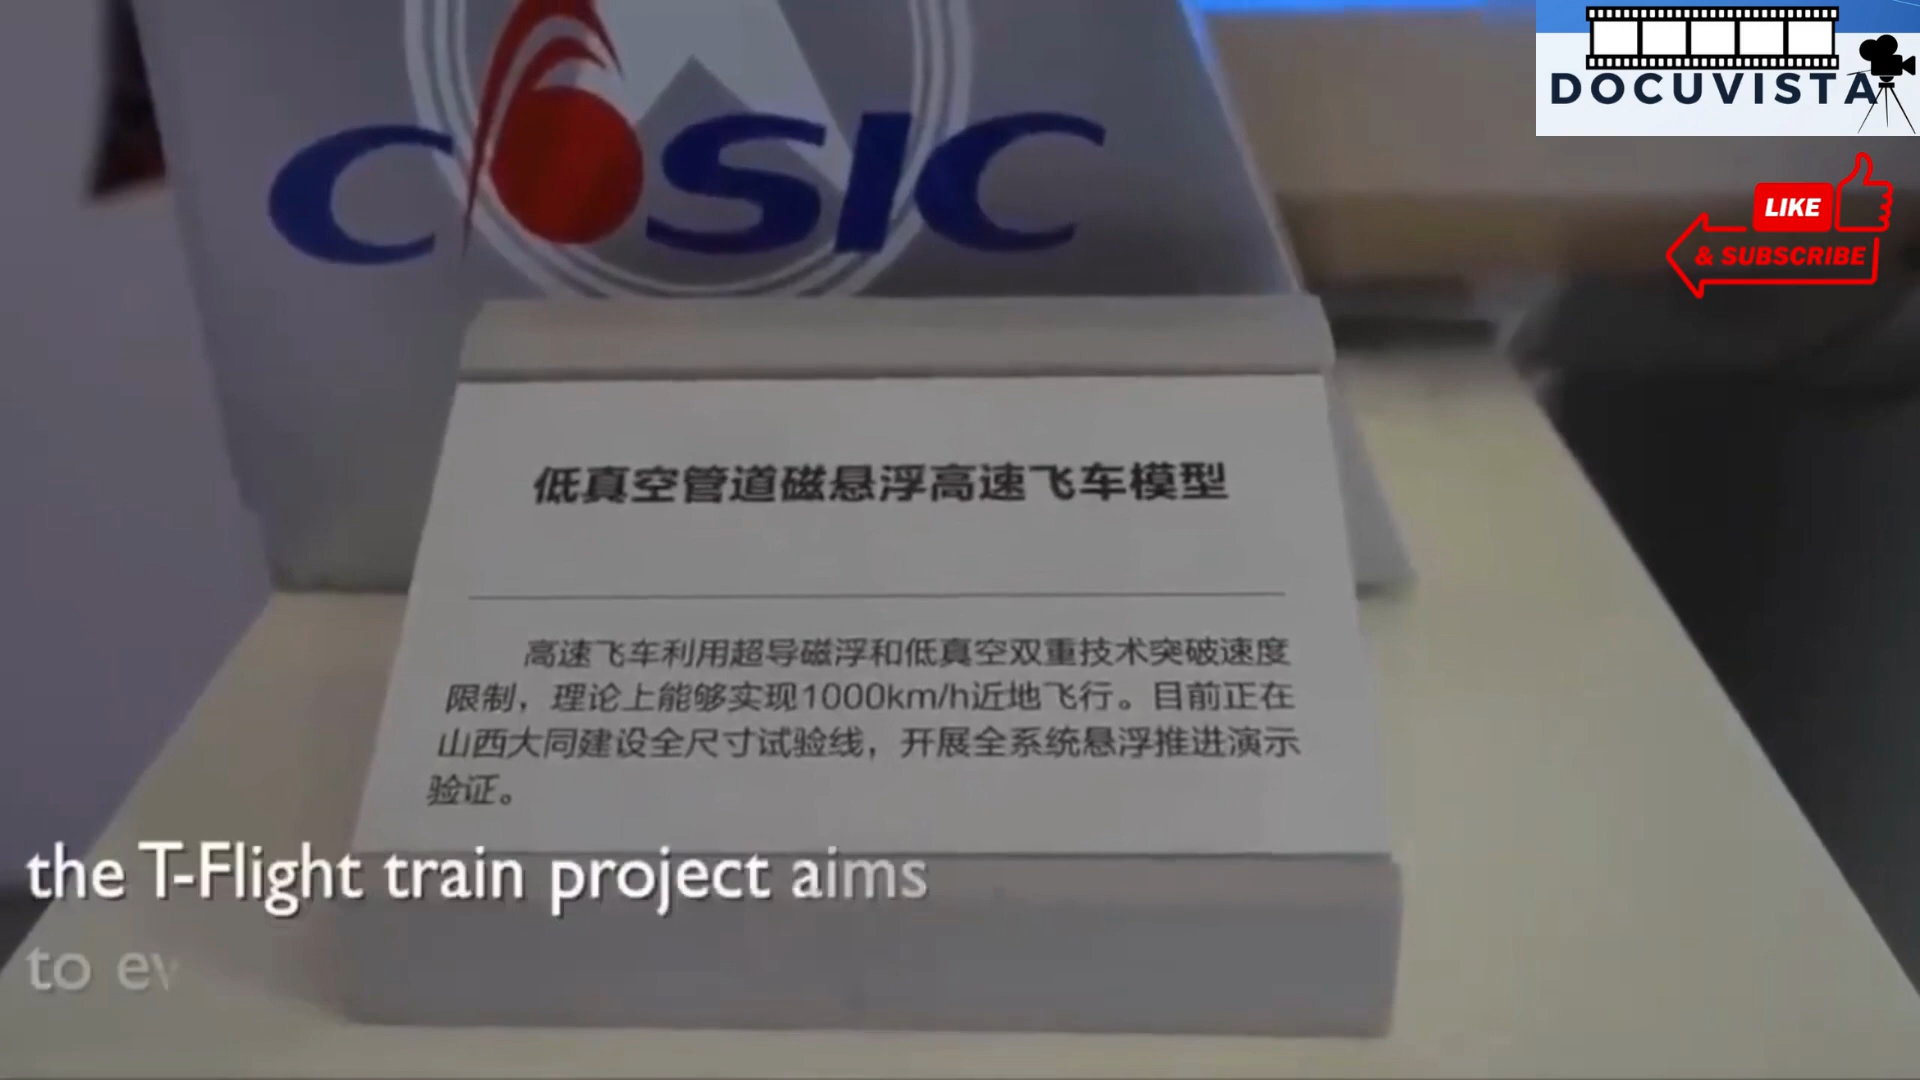 DOCUVISTA
LIKE
& SUBSCRIBE
CASIC
低真空管道磁悬浮高速飞车模型
高速飞车利用超导磁浮和低真空双重技术突破速度
限制，理论上能够实现1000km/h近地飞行。目前正在
山西大同建设全尺寸试验线，开展全系统悬浮推进演示
验证。
the T-Flight train project aims
to ev